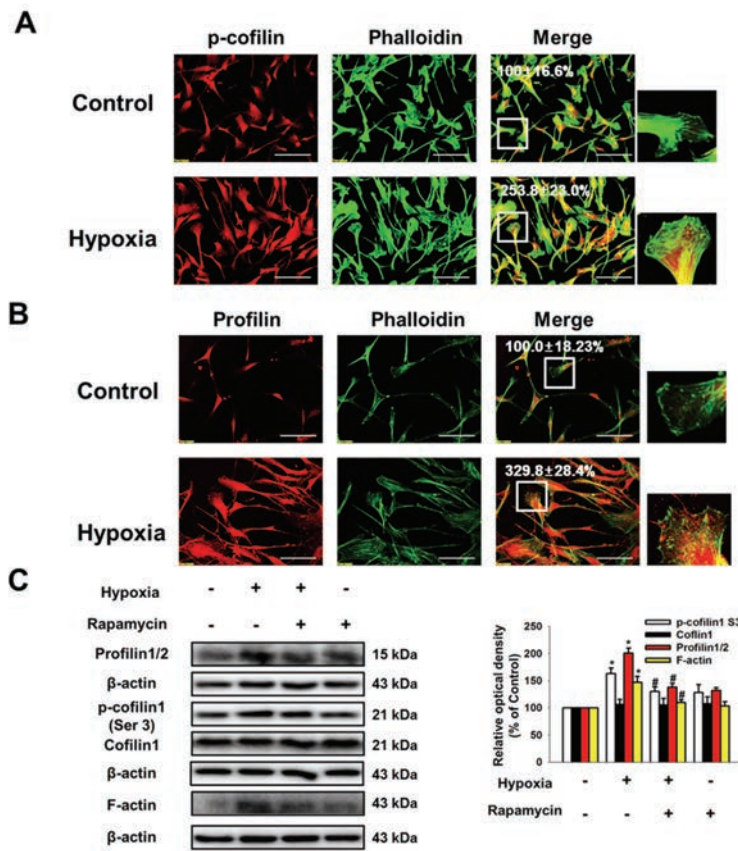 A
p-cofilin Phalloidin Merge
Control
100±16.6%
Hypoxia
253.8±23.0%
B
Profilin Phalloidin Merge
Control
100.0±18.23%
Hypoxia
329.8±28.4%
C
Hypoxia - + + -
Rapamycin - - + +
Profilin1/2 15 kDa
β-actin 43 kDa
p-cofilin1 21 kDa
(Ser 3)
Cofilin1 21 kDa
β-actin 43 kDa
F-actin 43 kDa
β-actin 43 kDa
p-cofilin1 S3
Coflin1
Profilin1/2
F-actin
Relative optical density
(% of Control)
250
200
150
100
50
0
* * *
# # #
Hypoxia - + + -
Rapamycin - - + +